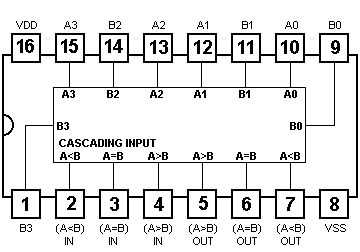 VDD A3 B2 A2 A1 B1 A0 B0
16 15 14 13 12 11 10 9
A3 B2 A2 A1 B1 A0
B3 B0
CASCADING INPUT
A<B A=B A>B A>B A=B A<B
1 2 3 4 5 6 7 8
B3 (A<B) (A=B) (A>B) (A>B) (A=B) (A<B) VSS
IN IN IN OUT OUT OUT